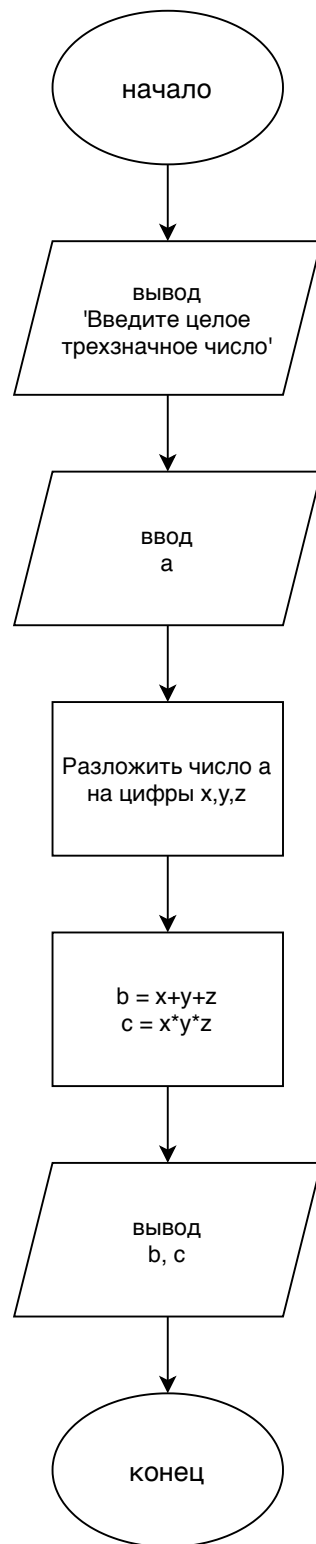 начало
вывод
'Введите целое
трехзначное число'
ввод
a
Разложить число a
на цифры x,y,z
b = x+y+z
c = x*y*z
вывод
b, c
конец